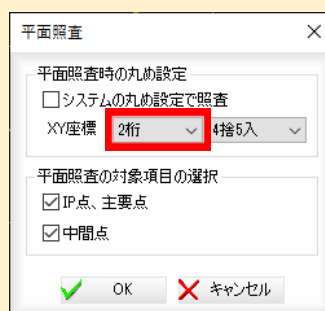 平面照査
平面照査時の丸め設定
システムの丸め設定で照査
XY座標 2桁 4捨5入
平面照査の対象項目の選択
IP点、主要点
中間点
OK キャンセル